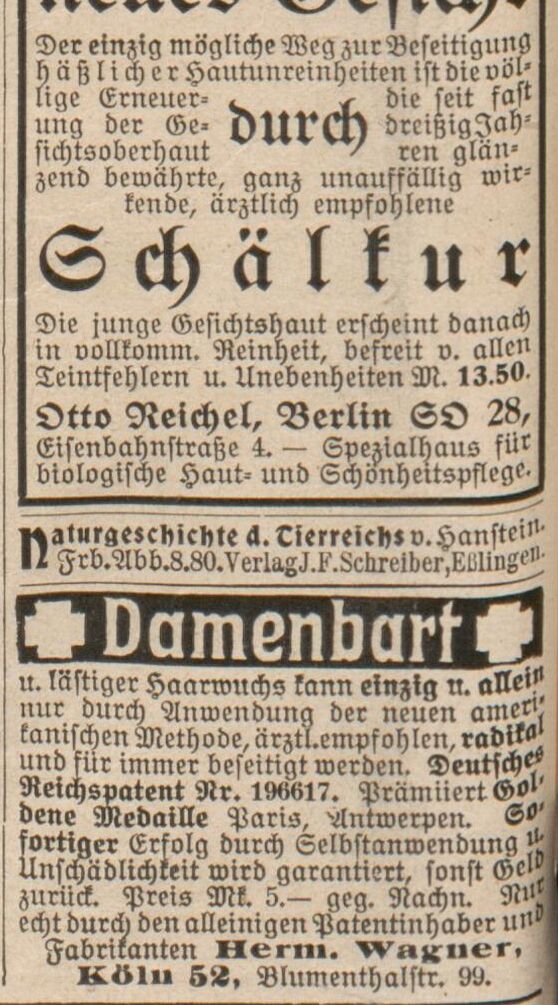 neues Gesicht
Der einzig mögliche Weg zur Beseitigung
häßlicher Hautunreinheiten ist die völ-
lige Erneuer-
ung der Ge-
sichtsoberhaut
durch
die seit fast
dreißig Jah-
ren glän-
zend bewährte, ganz unauffällig wir-
kende, ärztlich empfohlene
Schälkur
Die junge Gesichtshaut erscheint danach
in vollkomm. Reinheit, befreit v. allen
Teintfehlern u. Unebenheiten M. 13.50.
Otto Reichel, Berlin SO 28,
Eisenbahnstraße 4. — Spezialhaus für
biologische Haut- und Schönheitspflege.
Naturgeschichte d. Tierreichs v. Hanstein.
Frb. Abb. 8.80. Verlag J. F. Schreiber, Eßlingen.
Damenbart
u. lästiger Haarwuchs kann einzig u. allein
nur durch Anwendung der neuen ameri-
kanischen Methode, ärztl. empfohlen, radikal
und für immer beseitigt werden. Deutsches
Reichspatent Nr. 196617. Prämiiert Gol-
dene Medaille Paris, Antwerpen. So-
fortiger Erfolg durch Selbstanwendung u.
Unschädlichkeit wird garantiert, sonst Geld
zurück. Preis Mk. 5.— geg. Nachn. Nur
echt durch den alleinigen Patentinhaber und
Fabrikanten Herm. Wagner,
Köln 52, Blumenthalstr. 99.